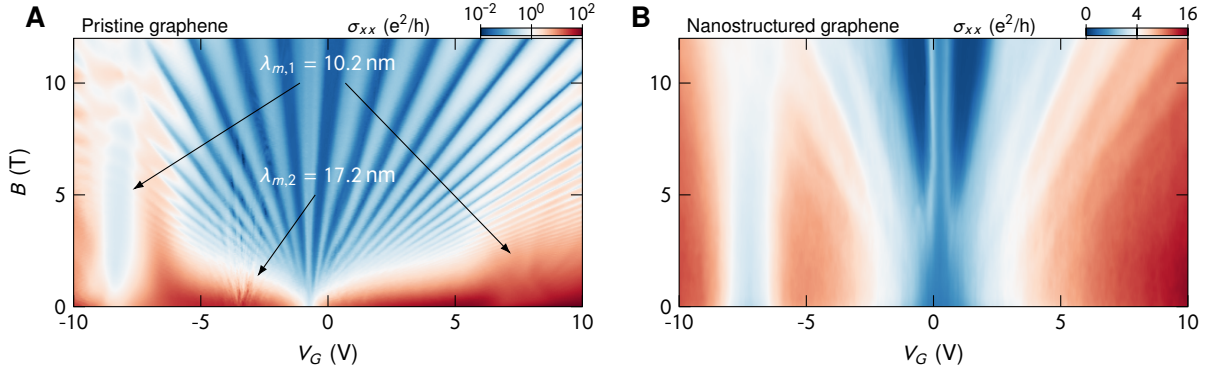 A
Pristine graphene
σxx (e²/h)
10⁻² 10⁰ 10²
λm,1 = 10.2 nm
λm,2 = 17.2 nm
10
5
0
B (T)
-10 -5 0 5 10
VG (V)
B
Nanostructured graphene
σxx (e²/h)
0 4 16
10
5
0
-10 -5 0 5 10
VG (V)